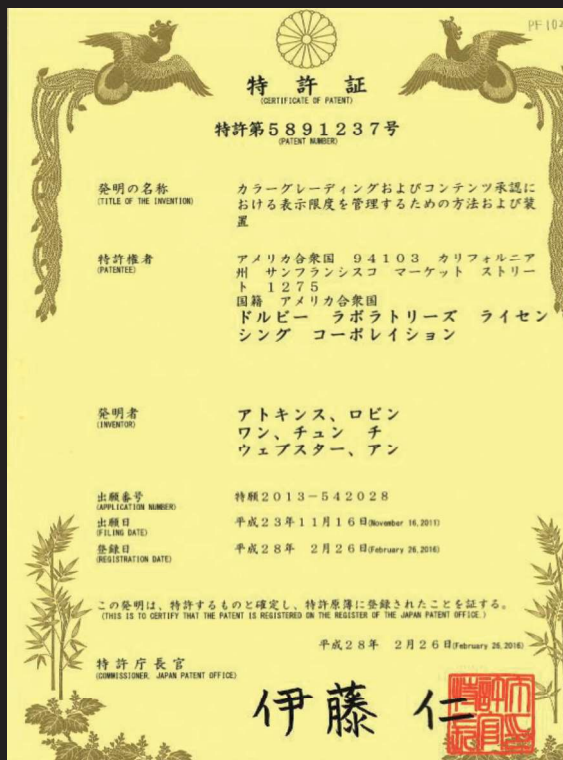 PF104
特許証
(CERTIFICATE OF PATENT)
特許第5891237号
(PATENT NUMBER)
発明の名称
(TITLE OF THE INVENTION)
カラーグレーディングおよびコンテンツ承認に
おける表示限度を管理するための方法および装
置
特許権者
(PATENTEE)
アメリカ合衆国 94103 カリフォルニア
州 サンフランシスコ マーケット ストリー
ト 1275
国籍 アメリカ合衆国
ドルビー ラボラトリーズ ライセン
シング コーポレイション
発明者
(INVENTOR)
アトキンス、ロビン
ワン、チュン チ
ウェブスター、アン
出願番号
(APPLICATION NUMBER)
特願2013-542028
出願日
(FILING DATE)
平成23年11月16日(November 16,2011)
登録日
(REGISTRATION DATE)
平成28年 2月26日(February 26,2016)
この発明は、特許するものと確定し、特許原簿に登録されたことを証する。
(THIS IS TO CERTIFY THAT THE PATENT IS REGISTERED ON THE REGISTER OF THE JAPAN PATENT OFFICE.)
平成28年 2月26日(February 26,2016)
特許庁長官
(COMMISSIONER, JAPAN PATENT OFFICE)
伊藤 仁